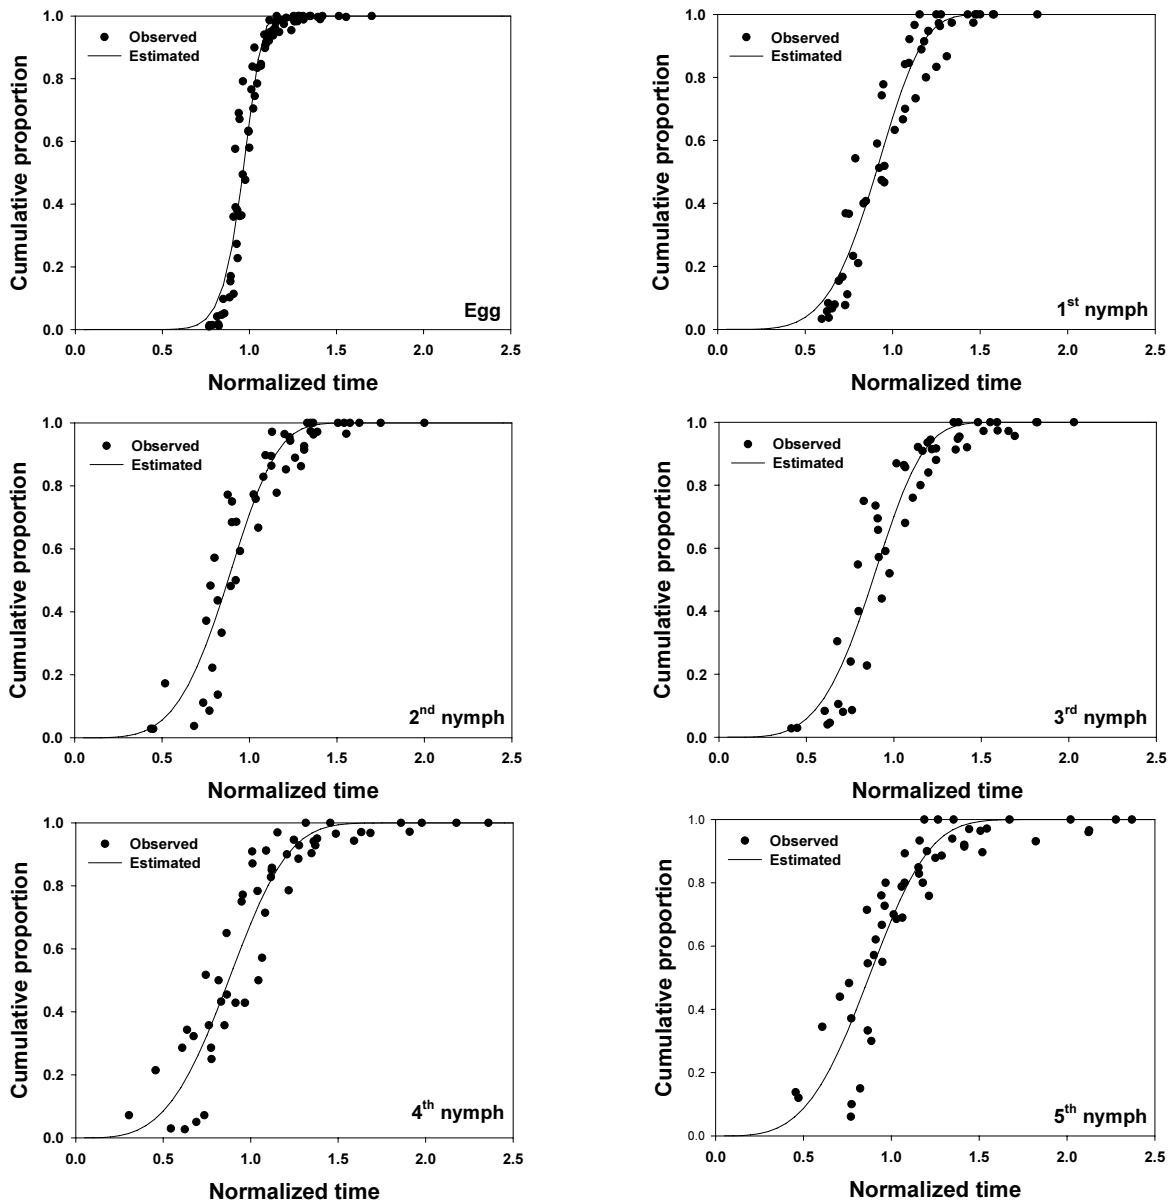 Cumulative proportion
1.0
0.8
0.6
0.4
0.2
0.0
Observed
Estimated
Egg
0.0 0.5 1.0 1.5 2.0 2.5
Normalized time
Cumulative proportion
1.0
0.8
0.6
0.4
0.2
0.0
Observed
Estimated
1st nymph
0.0 0.5 1.0 1.5 2.0 2.5
Normalized time
Cumulative proportion
1.0
0.8
0.6
0.4
0.2
0.0
Observed
Estimated
2nd nymph
0.0 0.5 1.0 1.5 2.0 2.5
Normalized time
Cumulative proportion
1.0
0.8
0.6
0.4
0.2
0.0
Observed
Estimated
3rd nymph
0.0 0.5 1.0 1.5 2.0 2.5
Normalized time
Cumulative proportion
1.0
0.8
0.6
0.4
0.2
0.0
Observed
Estimated
4th nymph
0.0 0.5 1.0 1.5 2.0 2.5
Normalized time
Cumulative proportion
1.0
0.8
0.6
0.4
0.2
0.0
Observed
Estimated
5th nymph
0.0 0.5 1.0 1.5 2.0 2.5
Normalized time